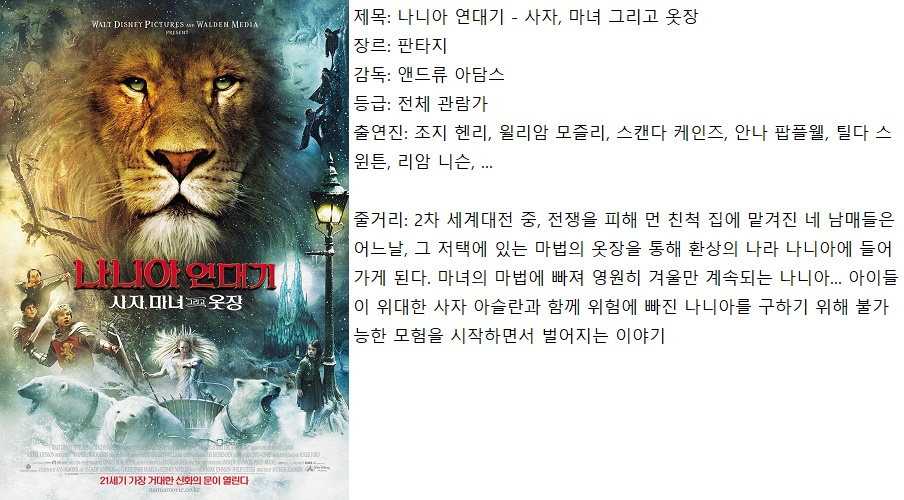 WALT DISNEY PICTURES AND WALDEN MEDIA
PRESENT
나니아 연대기
사자, 마녀 그리고 옷장
21세기 가장 거대한 신화의 문이 열린다
narniamovie.co.kr
제목: 나니아 연대기 - 사자, 마녀 그리고 옷장
장르: 판타지
감독: 앤드류 아담스
등급: 전체 관람가
출연진: 조지 헨리, 윌리암 모즐리, 스캔다 케인즈, 안나 팝플웰, 틸다 스
윈튼, 리암 니슨, ...
줄거리: 2차 세계대전 중, 전쟁을 피해 먼 친척 집에 맡겨진 네 남매들은
어느날, 그 저택에 있는 마법의 옷장을 통해 환상의 나라 나니아에 들어
가게 된다. 마녀의 마법에 빠져 영원히 겨울만 계속되는 나니아... 아이들
이 위대한 사자 아슬란과 함께 위험에 빠진 나니아를 구하기 위해 불가
능한 모험을 시작하면서 벌어지는 이야기